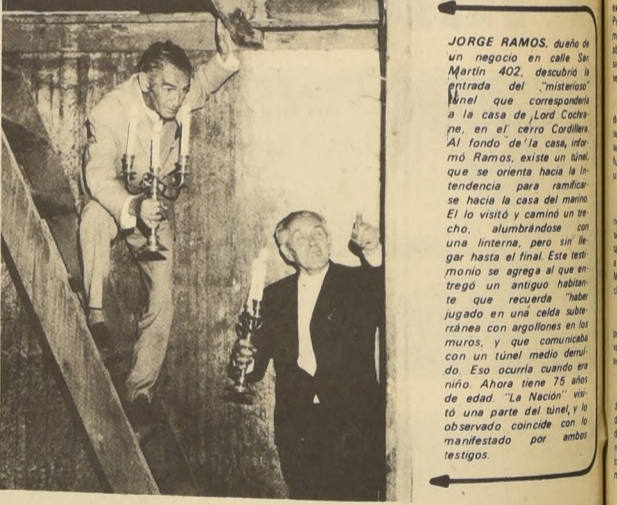 JORGE RAMOS, dueño de
un negocio en calle San
Martín 402, descubrió la
entrada del "misterioso"
túnel que correspondería
a la casa de Lord Cochra-
ne, en el cerro Cordillera.
Al fondo de la casa, infor-
mó Ramos, existe un túnel,
que se orienta hacia la In-
tendencia para ramificar-
se hacia la casa del marino.
El lo visitó y caminó un tre-
cho, alumbrándose con
una linterna, pero sin lle-
gar hasta el final. Este testi-
monio se agrega al que en-
tregó un antiguo habitan-
te que recuerda "haber
jugado en una celda subte-
rránea con argollones en los
muros, y que comunicaba
con un túnel medio derruí-
do. Eso ocurría cuando era
niño. Ahora tiene 75 años
de edad. "La Nación" visi-
tó una parte del túnel, y lo
observado coincide con lo
manifestado por ambos
testigos.